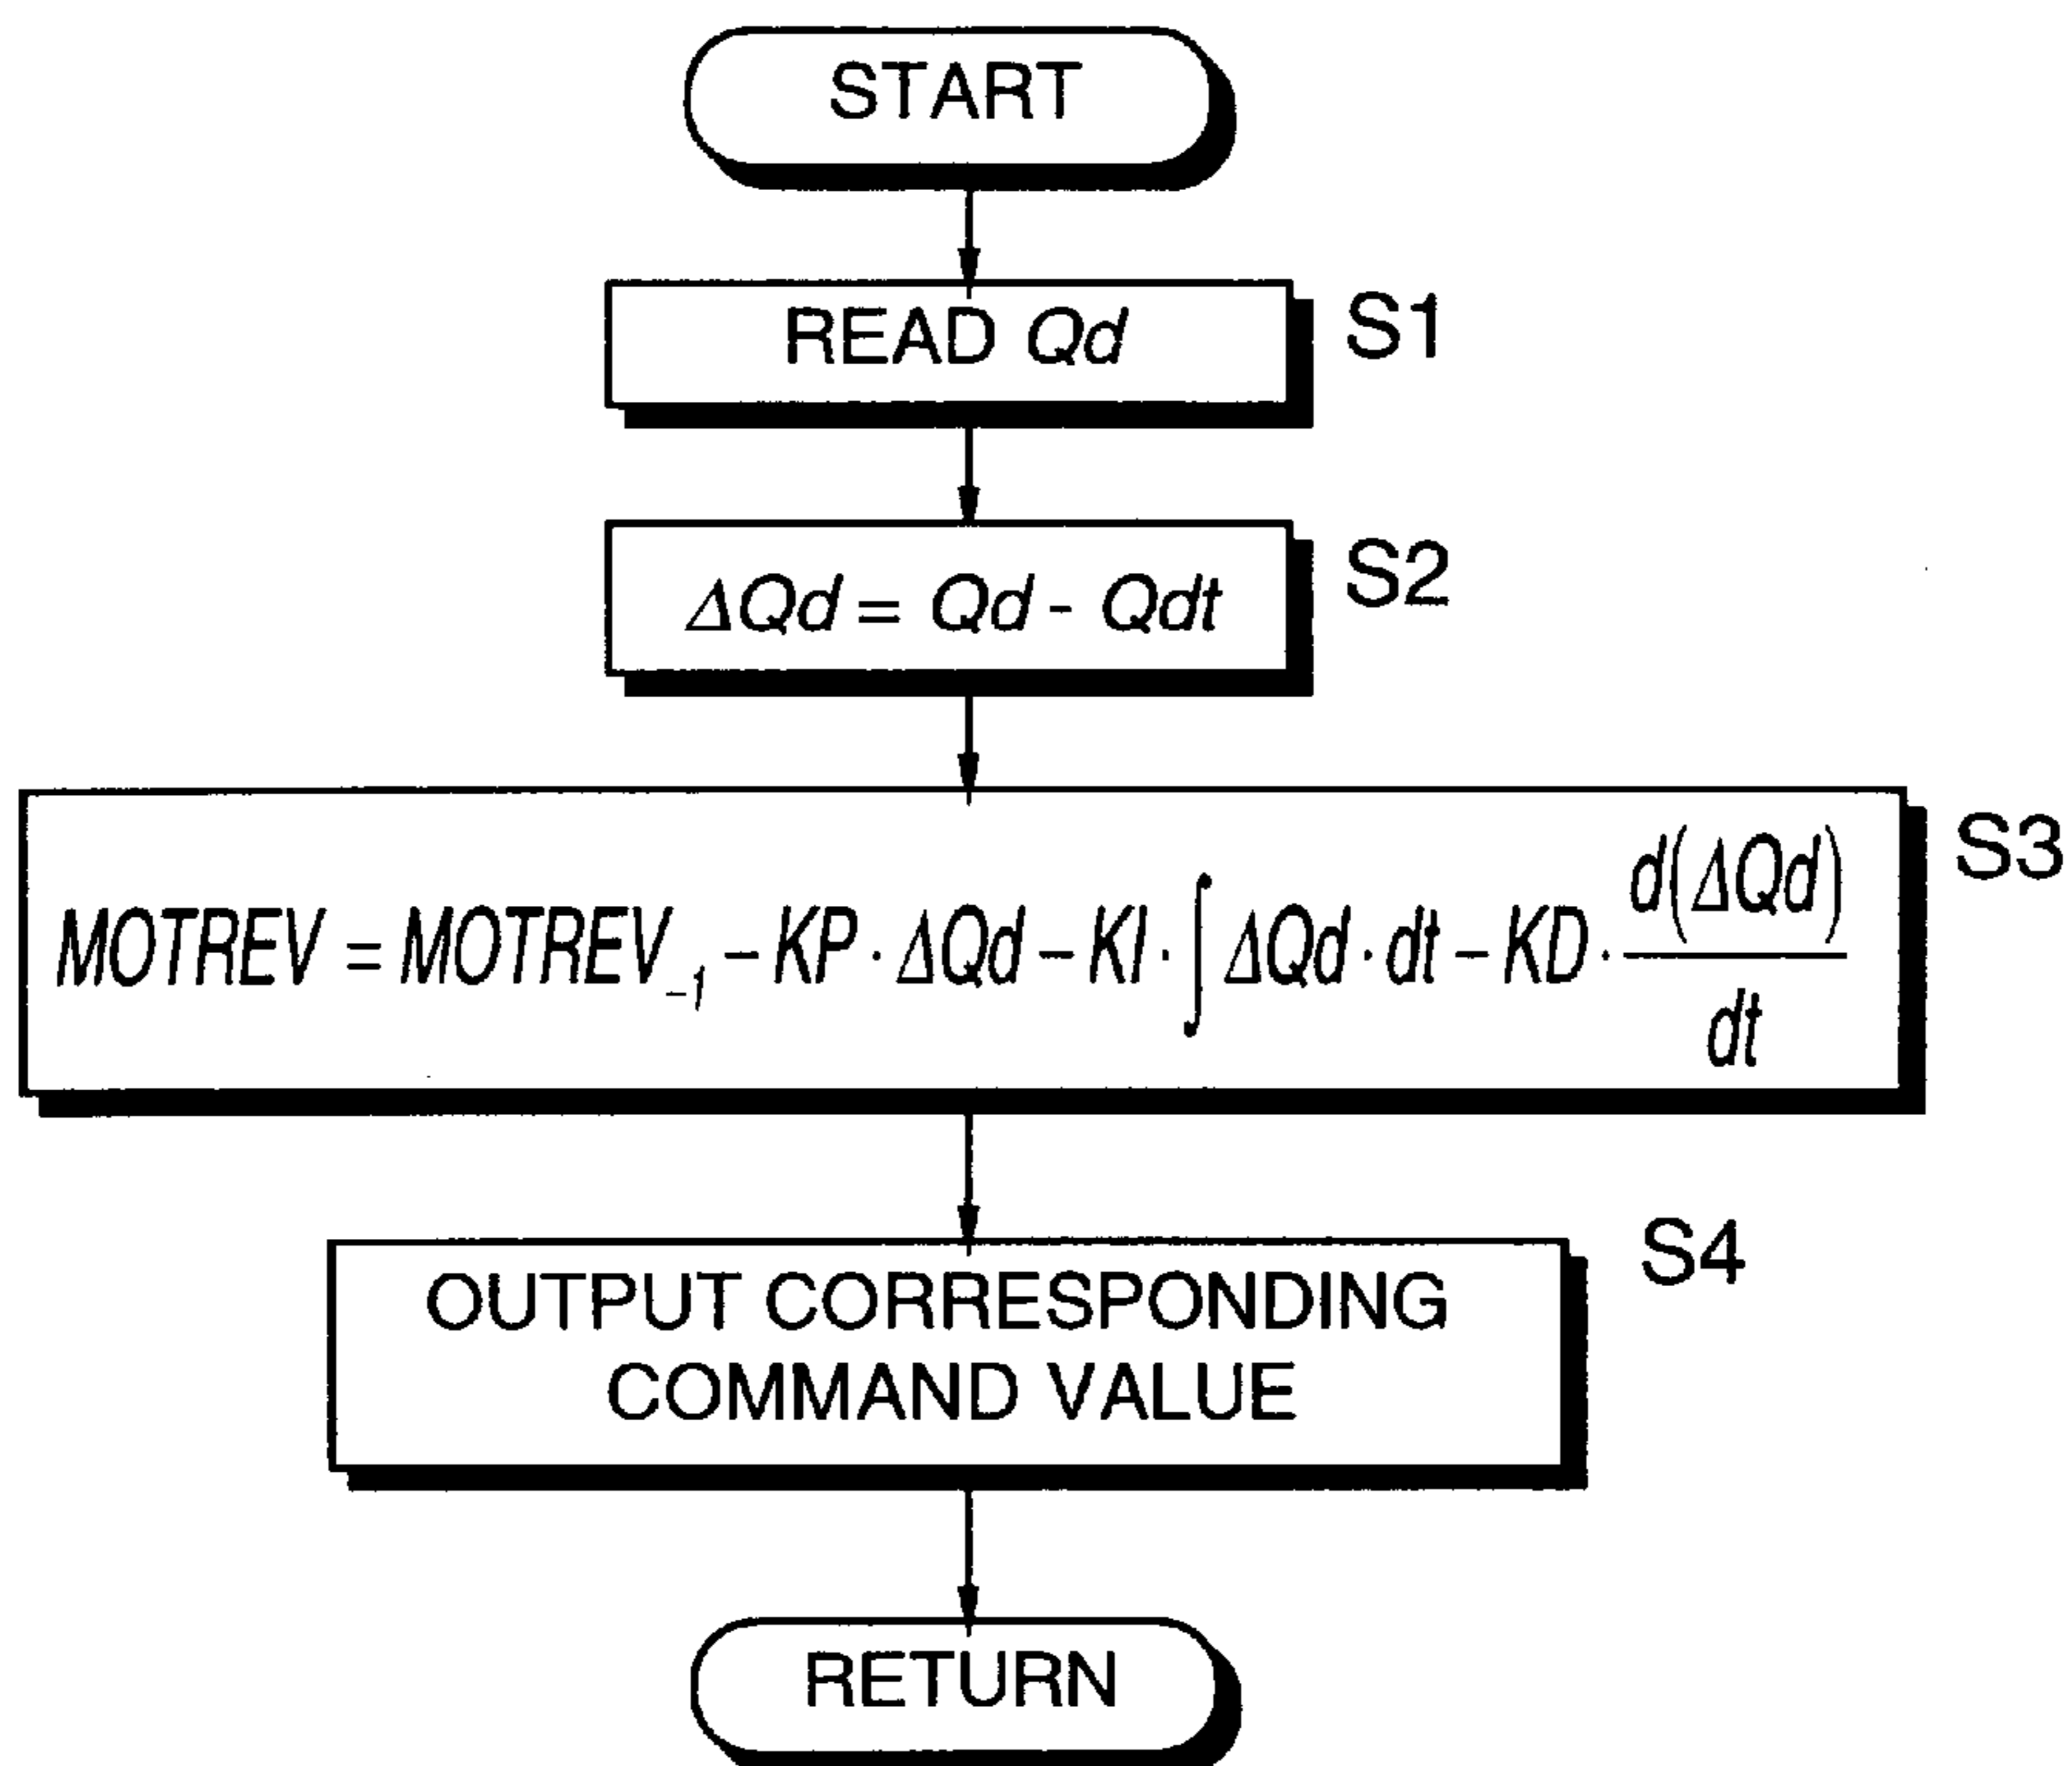 START
READ Qd
S1
ΔQd = Qd - Qdt
S2
MOTREV = MOTREV₋₁ – KP · ΔQd – KI · ∫ ΔQd · dt – KD · d(ΔQd)/dt
S3
OUTPUT CORRESPONDING
COMMAND VALUE
S4
RETURN